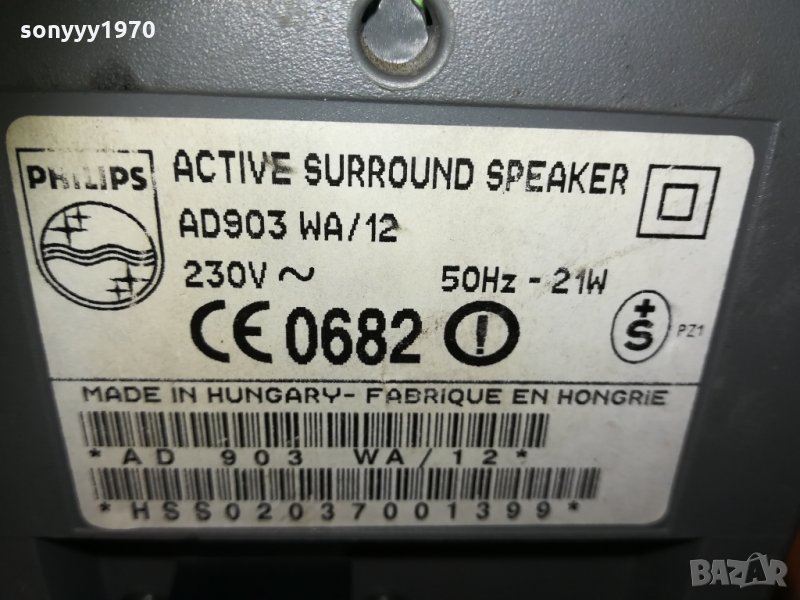 sonyyy1970
PHILIPS
ACTIVE SURROUND SPEAKER
AD903 WA/12
230V ~ 50Hz - 21W
CE 0682 !
+S PZ1
MADE IN HUNGARY- FABRIQUE EN HONGRIE
*AD 903 WA/12*
*HSS02037001399*
BAZAR